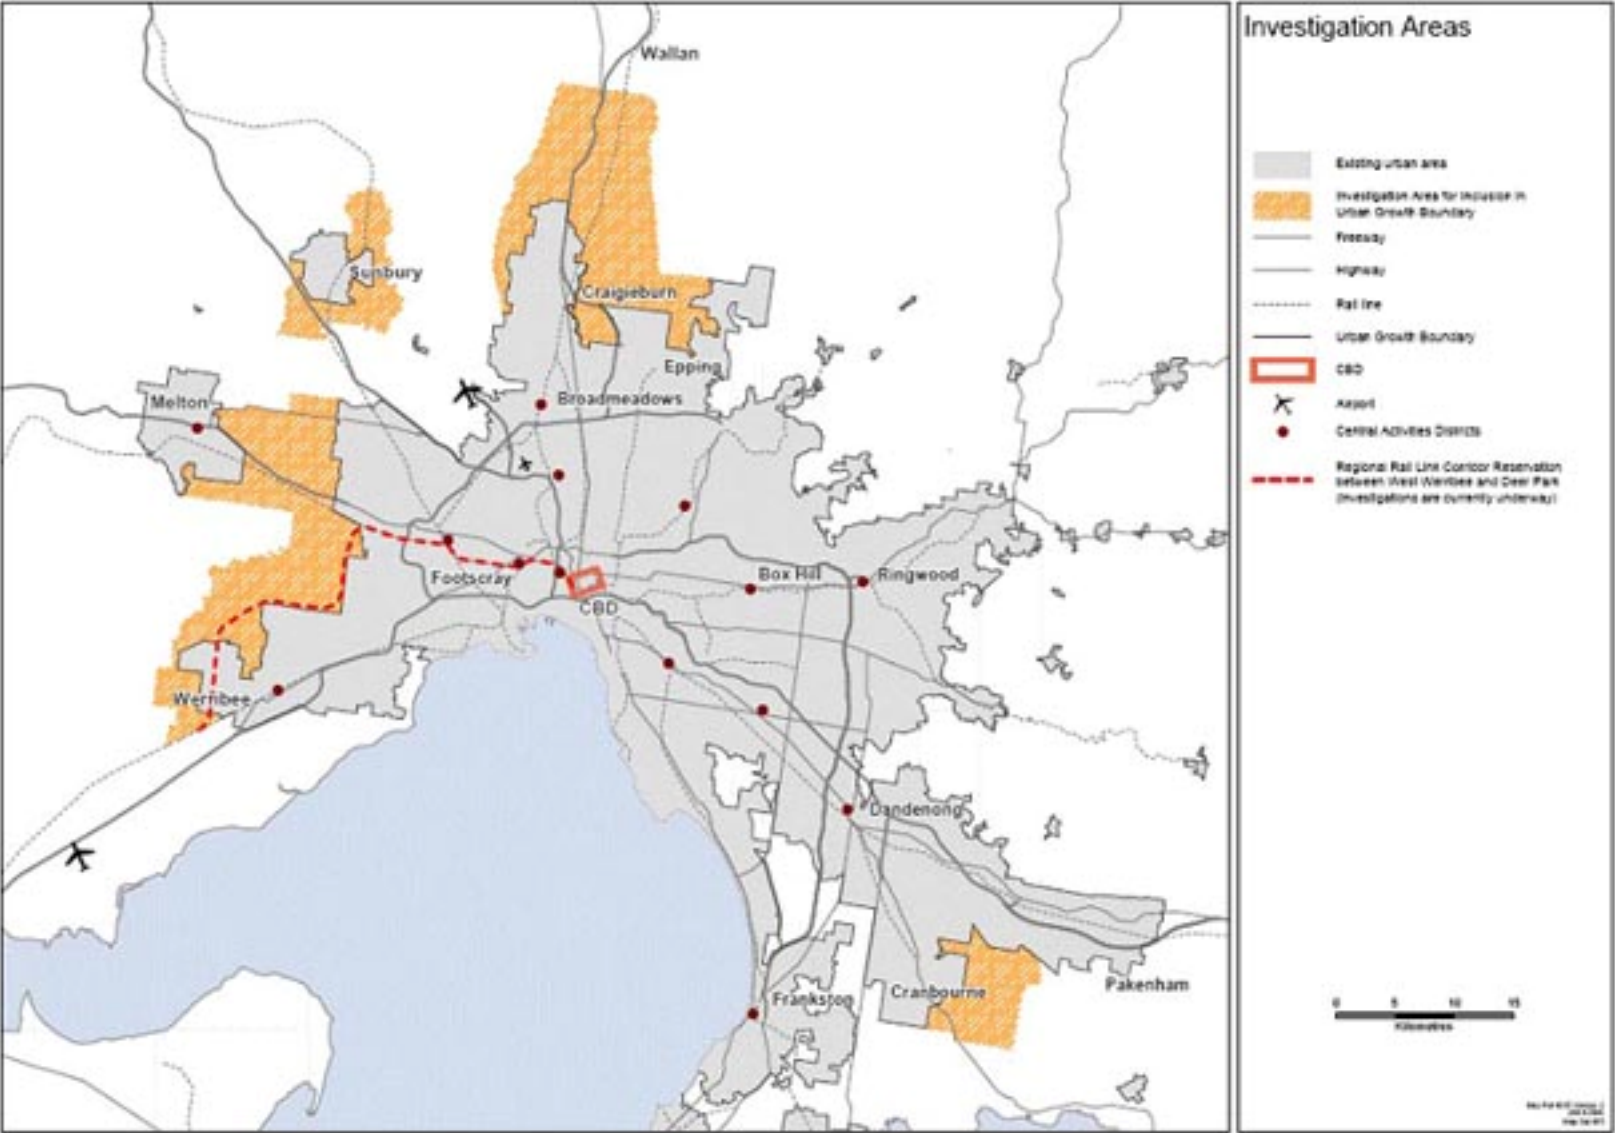 Investigation Areas
Existing urban area
Investigation Area for Inclusion in
Urban Growth Boundary
Freeway
Highway
Rail line
Urban Growth Boundary
CBD
Airport
Central Activities Districts
Regional Rail Link Corridor Reservation
between West Werribee and Deer Park
(Investigations are currently underway)
0 5 10 15
Kilometres
Wallan
Sunbury
Craigieburn
Epping
Melton
Broadmeadows
Footscray
Box Hill
Ringwood
CBD
Werribee
Dandenong
Frankston
Cranbourne
Pakenham